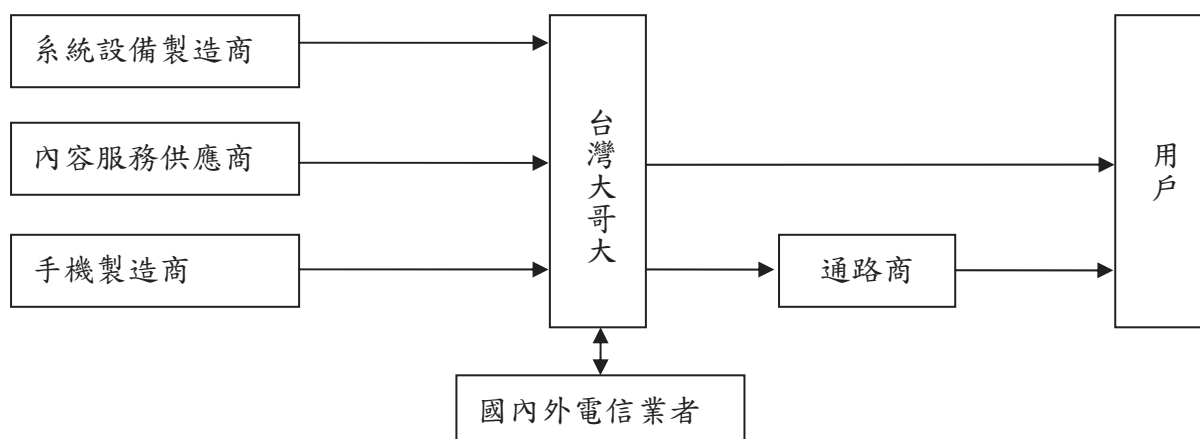 系統設備製造商
內容服務供應商
手機製造商
台灣大哥大
通路商
用戶
國內外電信業者